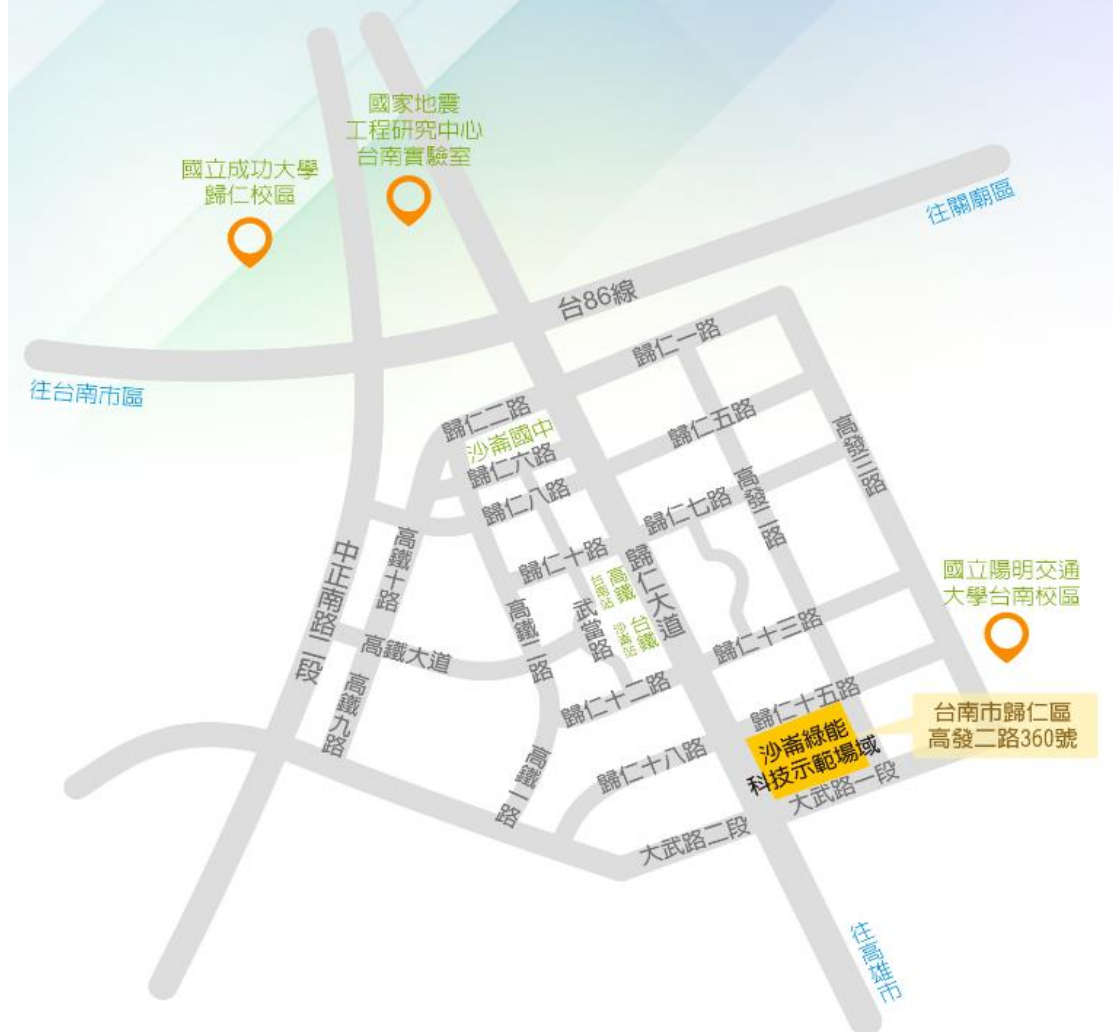 國家地震
工程研究中心
台南實驗室
國立成功大學
歸仁校區
往關廟區
台86線
往台南市區
歸仁一路
歸仁二路
沙崙國中
歸仁六路
歸仁五路
高發三路
歸仁八路
歸仁七路
高發二路
高鐵十路
中正南路二段
歸仁十路
歸仁大道
高鐵
台南站
台鐵
沙崙站
武當路
高鐵二路
高鐵大道
歸仁十三路
國立陽明交通
大學台南校區
高鐵九路
歸仁十二路
歸仁十五路
台南市歸仁區
高發二路360號
沙崙綠能
科技示範場域
歸仁十八路
高鐵一路
大武路一段
大武路二段
往高雄市